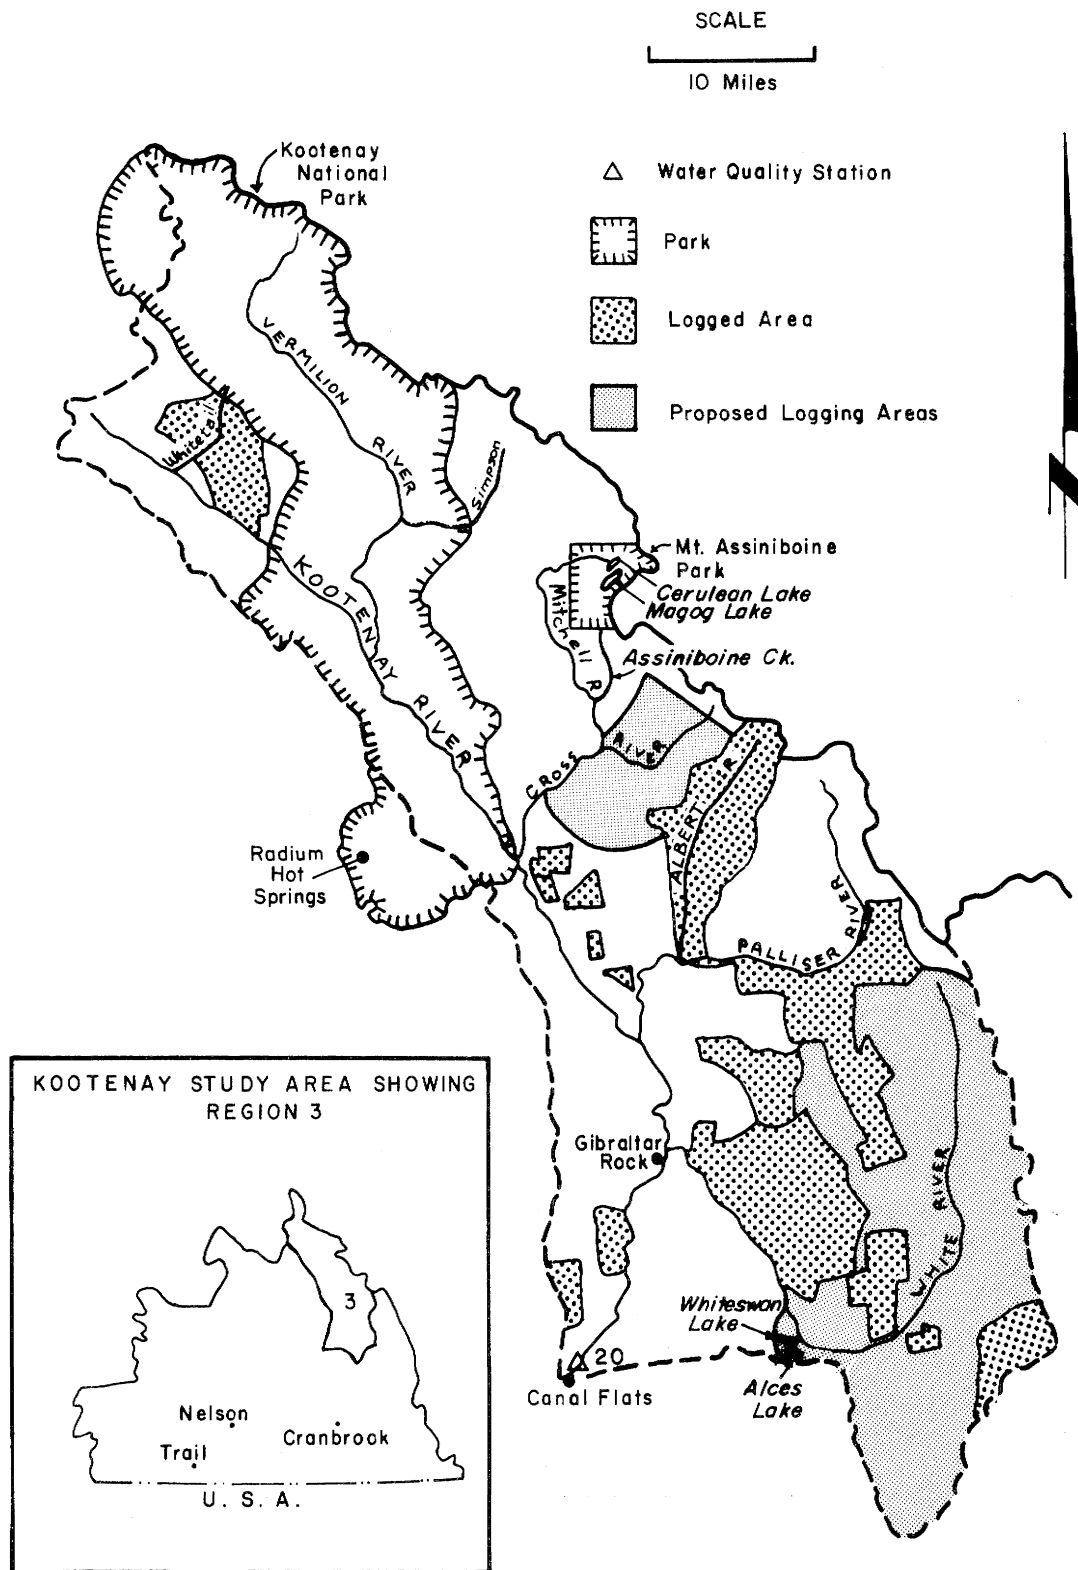 SCALE
10 Miles
Kootenay
National
Park
Water Quality Station
Park
Logged Area
Proposed Logging Areas
VERMILION
RIVER
Whitetail
Simpson
KOOTENAY RIVER
Mt. Assiniboine
Park
Cerulean Lake
Magog Lake
Mitchell R
Assiniboine Ck.
CROSS
RIVER
ALBERT R
Radium
Hot
Springs
PALLISER RIVER
KOOTENAY STUDY AREA SHOWING
REGION 3
Gibraltar
Rock
WHITE RIVER
3
Whiteswan
Lake
20
Canal Flats
Alces
Lake
Nelson
Cranbrook
Trail
U. S. A.